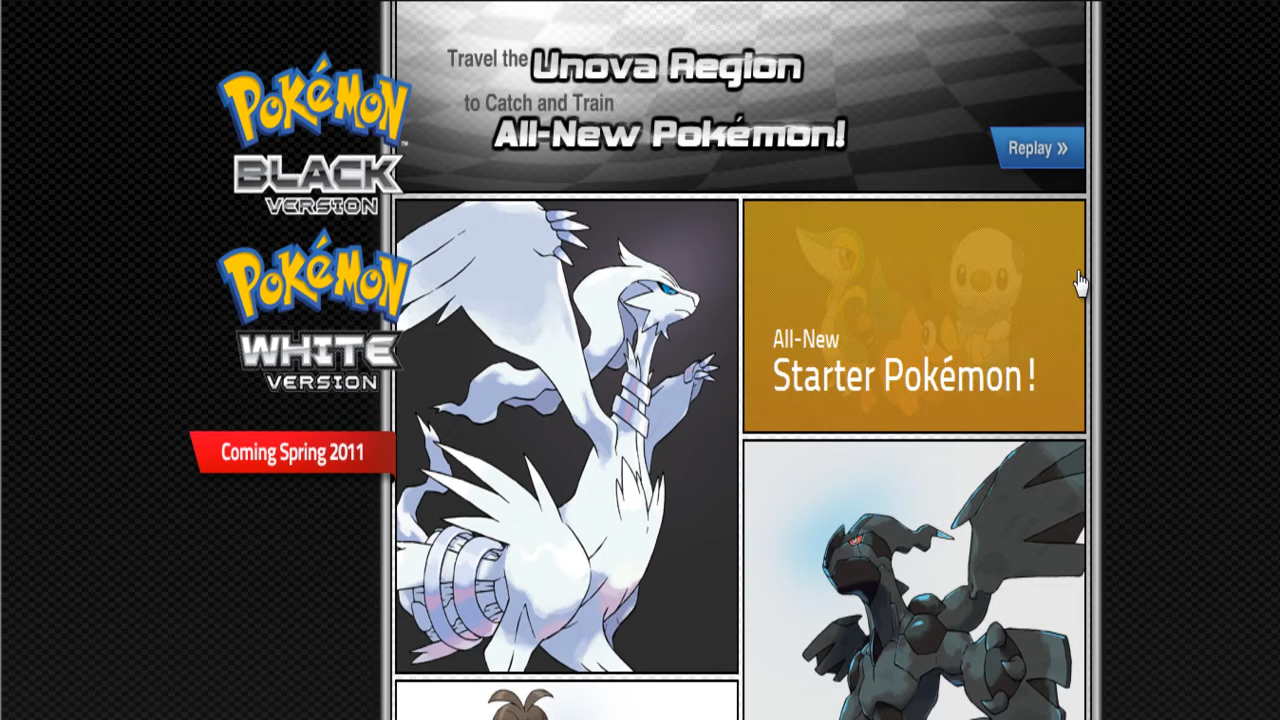 Travel the Unova Region
to Catch and Train
All-New Pokémon!
Replay »
POKéMON™
BLACK
VERSION
POKéMON
WHITE
VERSION
Coming Spring 2011
All-New
Starter Pokémon!